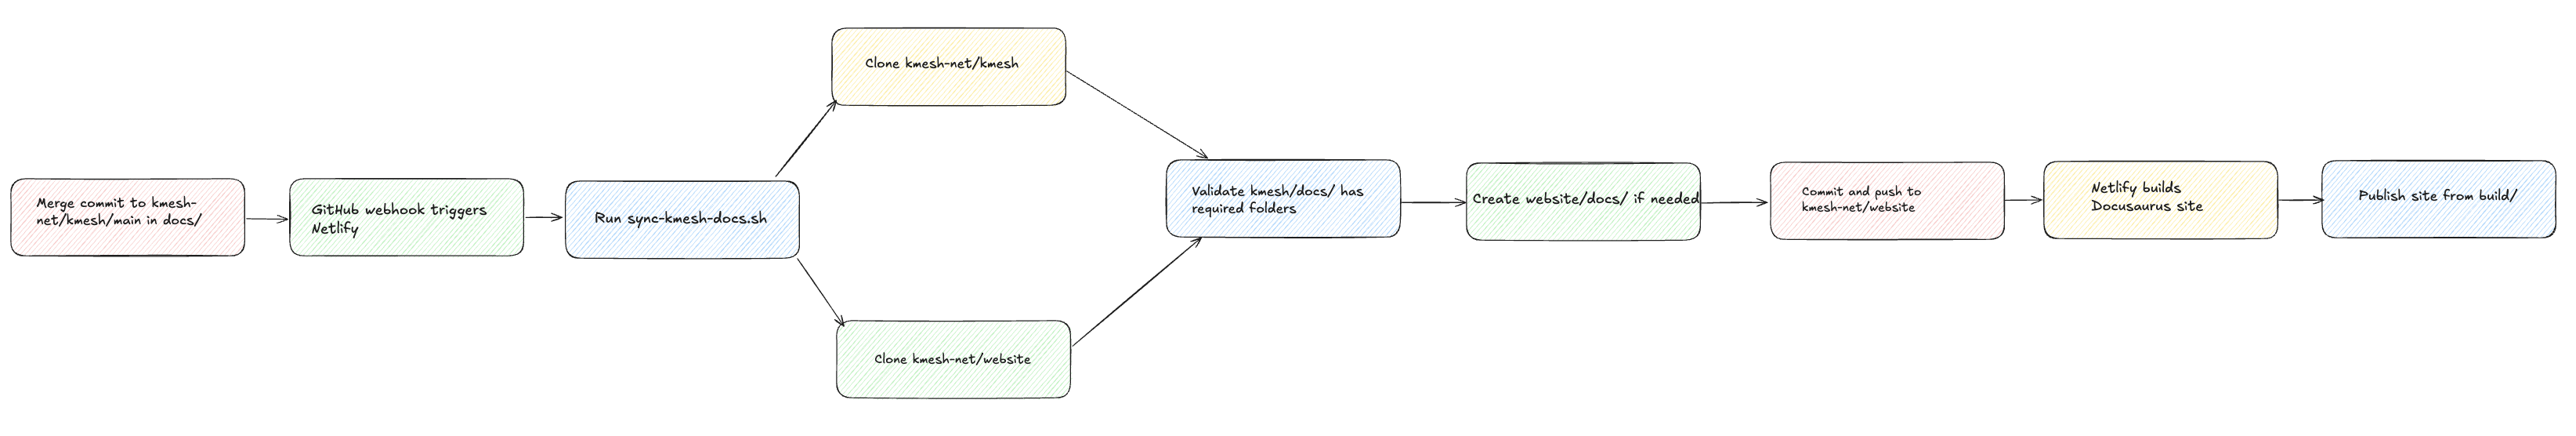 Merge commit to kmesh-
net/kmesh/main in docs/
GitHub webhook triggers
Netlify
Run sync-kmesh-docs.sh
Clone kmesh-net/kmesh
Clone kmesh-net/website
Validate kmesh/docs/ has
required folders
Create website/docs/ if needed
Commit and push to
kmesh-net/website
Netlify builds
Docusaurus site
Publish site from build/